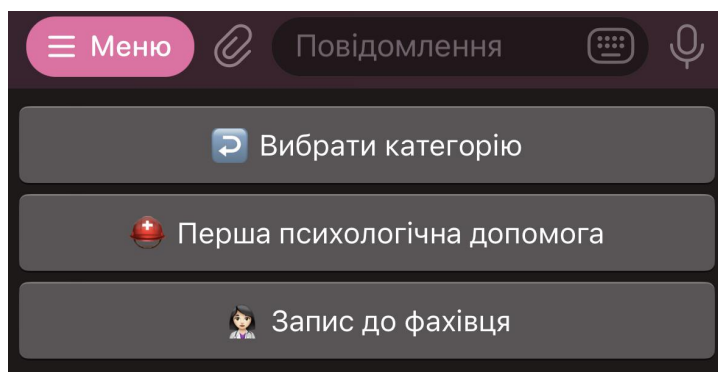 Меню
Повідомлення
Вибрати категорію
Перша психологічна допомога
Запис до фахівця